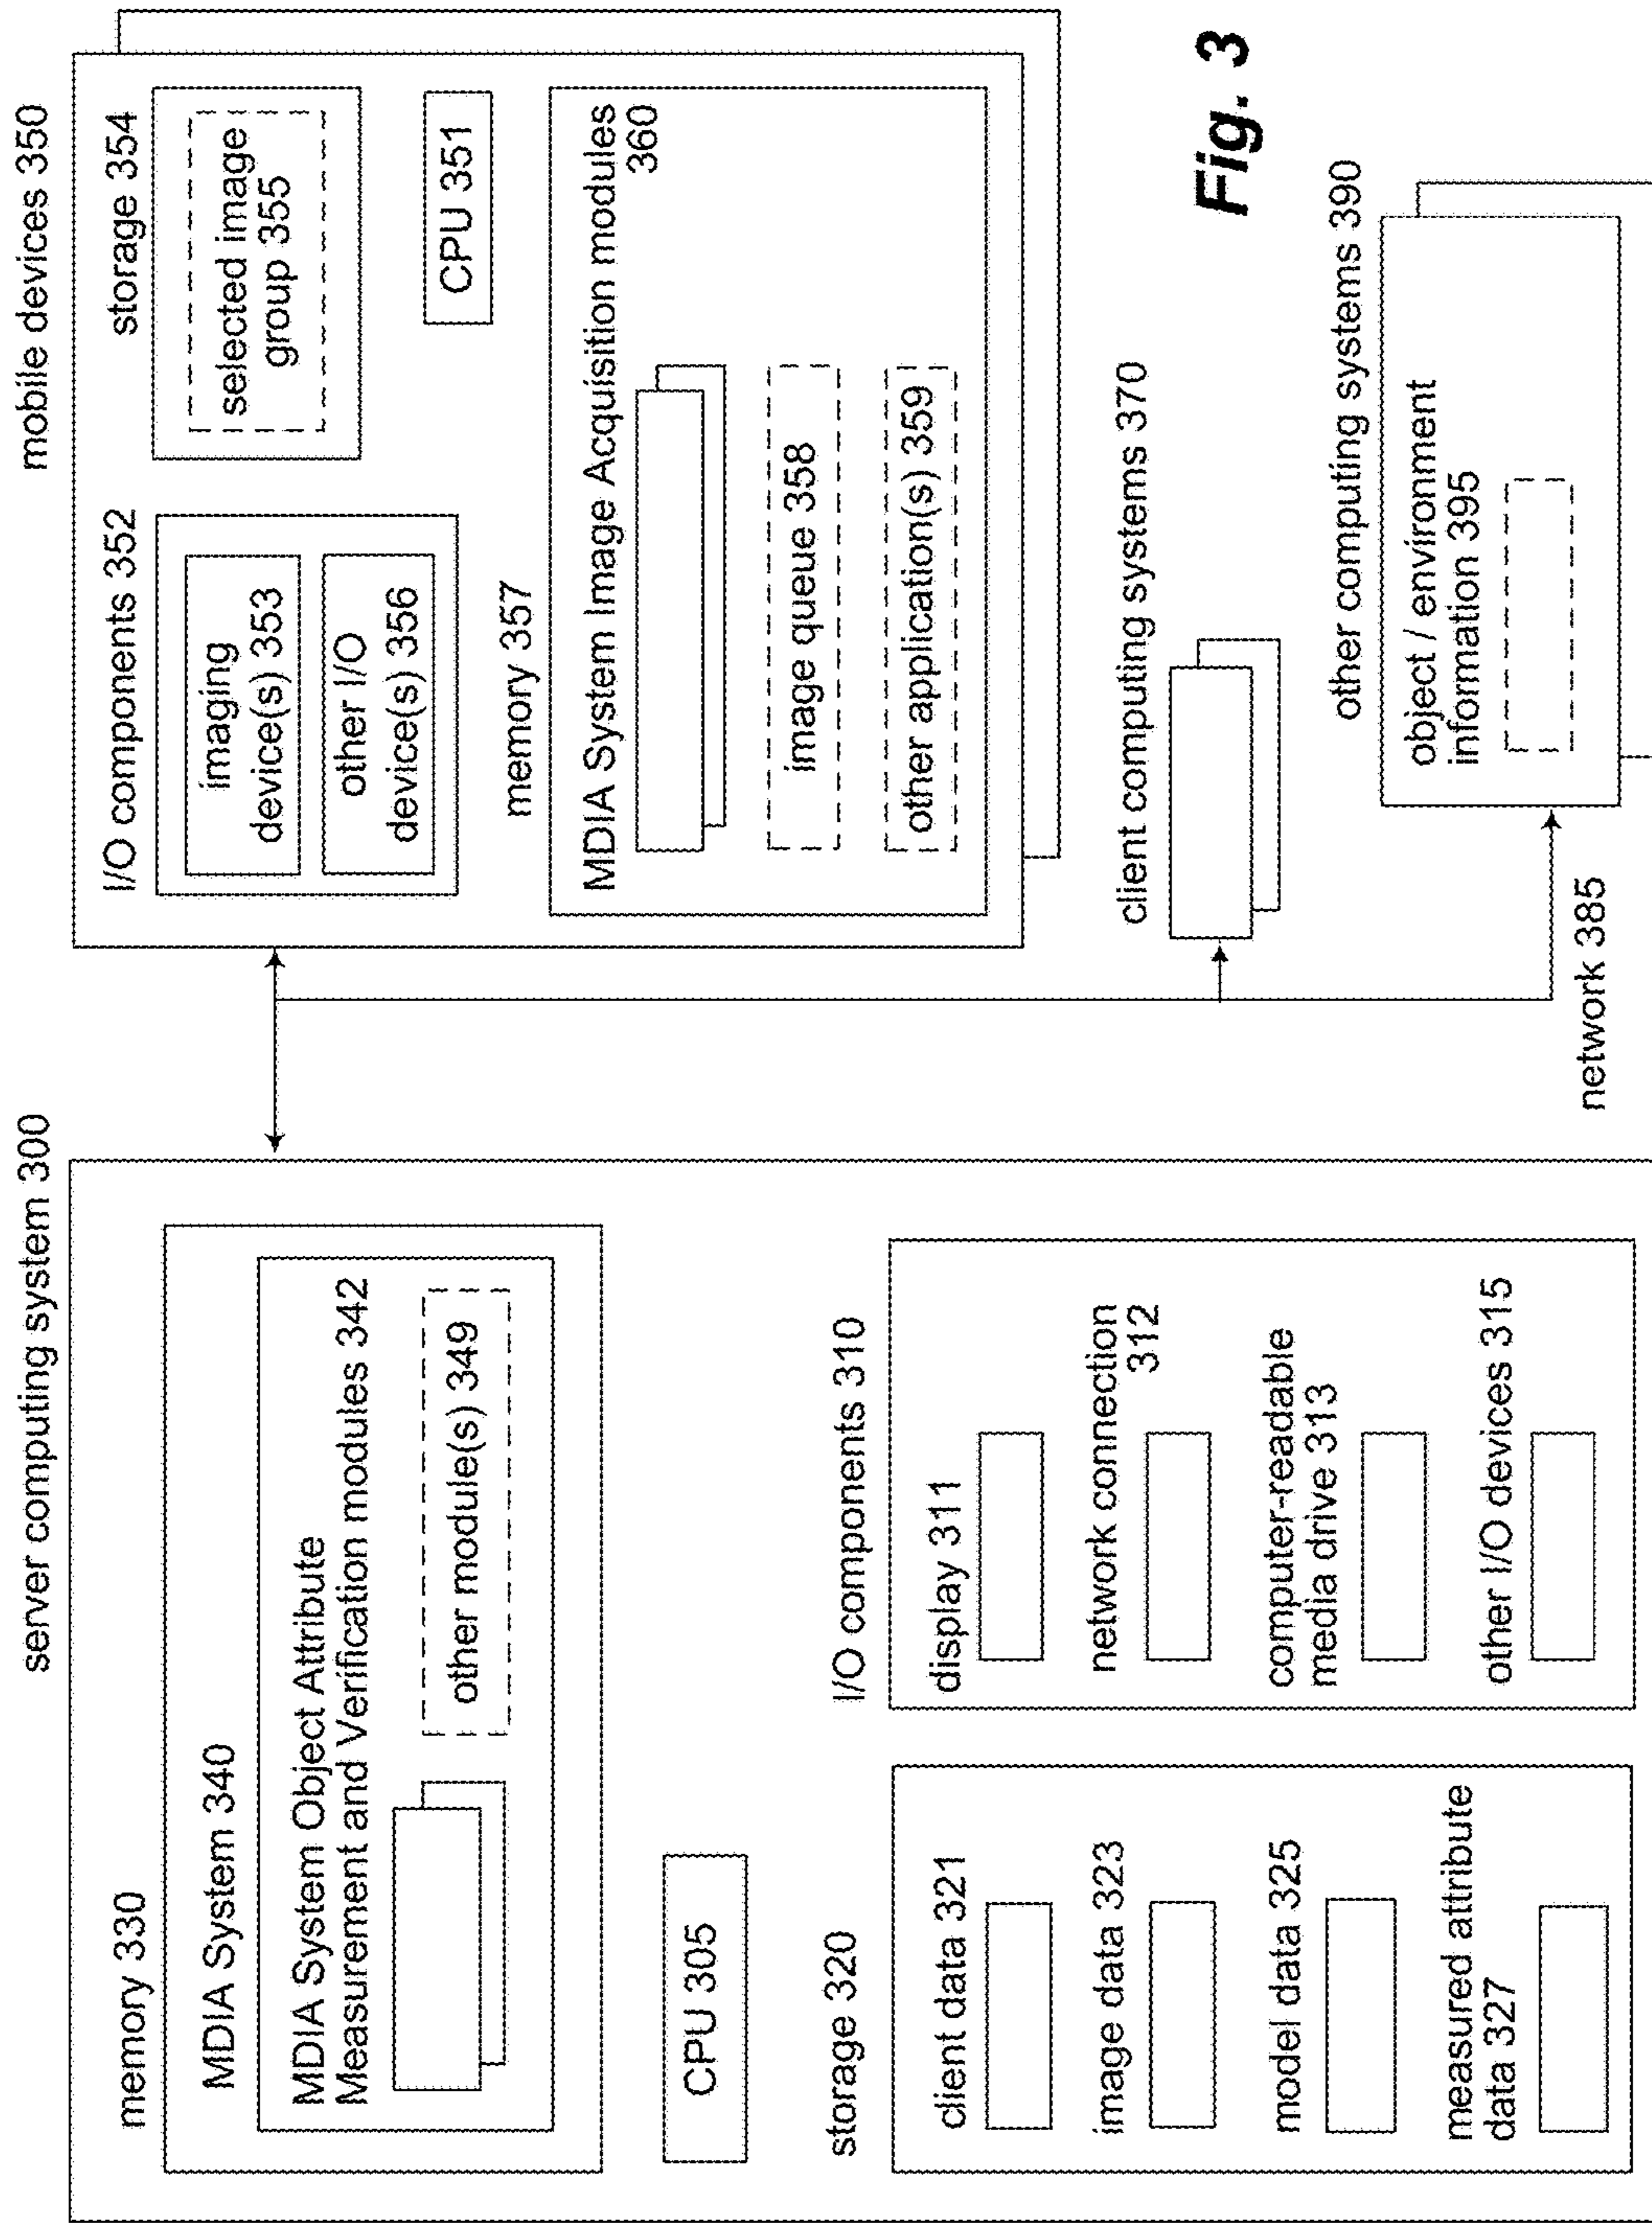 server computing system 300
memory 330
MDIA System 340
MDIA System Object Attribute
Measurement and Verification modules 342
other module(s) 349
CPU 305
storage 320
client data 321
image data 323
model data 325
measured attribute
data 327
I/O components 310
display 311
network connection
312
computer-readable
media drive 313
other I/O devices 315
mobile devices 350
I/O components 352
imaging
device(s) 353
other I/O
device(s) 356
storage 354
selected image
group 355
CPU 351
memory 357
MDIA System Image Acquisition modules
360
image queue 358
other application(s) 359
client computing systems 370
other computing systems 390
object / environment
information 395
network 385
Fig. 3